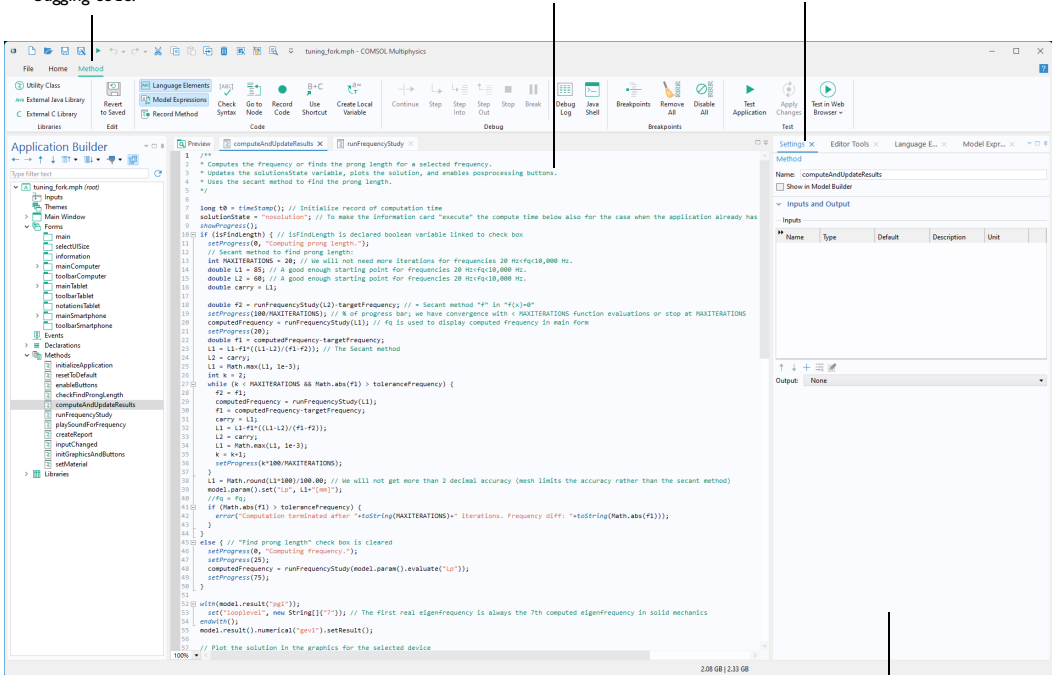 tuning_fork.mph - COMSOL Multiphysics
File Home Method
Utility Class
External Java Library
External C Library
Libraries
Revert
to Saved
Edit
Language Elements
Model Expressions
Record Method
Check
Syntax
Go to
Node
Record
Code
B+C
Use
Shortcut
Create Local
Variable
Code
Continue
Step
Step
Into
Step
Out
Stop
Break
Debug
Debug
Log
Java
Shell
Breakpoints
Remove
All
Disable
All
Breakpoints
Test
Application
Apply
Changes
Test in Web
Browser
Test
Application Builder
Type filter text
tuning_fork.mph (root)
Inputs
Themes
Main Window
Forms
main
selectUISize
information
mainComputer
toolbarComputer
mainTablet
toolbarTablet
notationsTablet
mainSmartphone
toolbarSmartphone
Events
Declarations
Methods
initializeApplication
resetToDefault
enableButtons
checkFindProngLength
computeAndUpdateResults
runFrequencyStudy
playSoundForFrequency
createReport
inputChanged
initGraphicsAndButtons
setMaterial
Libraries
Preview computeAndUpdateResults runFrequencyStudy
1 /**
2 * Computes the frequency or finds the prong length for a selected frequency.
3 * Updates the solutionsState variable, plots the solution, and enables posprocessing buttons.
4 * Uses the secant method to find the prong length.
5 */
6
7 long t0 = timeStamp(); // Initialize record of computation time
8 solutionState = "nosolution"; // To make the information card "execute" the compute time below also for the case when the application already has
9 showProgress();
10 if (isFindLength) { // isFindLength is declared boolean variable linked to check box
11 setProgress(0, "Computing prong length.");
12 // Secant method to find prong length:
13 int MAXITERATIONS = 20; // We will not need more iterations for frequencies 20 Hz<fq<10,000 Hz.
14 double L1 = 85; // A good enough starting point for frequencies 20 Hz<fq<10,000 Hz.
15 double L2 = 60; // A good enough starting point for frequencies 20 Hz<fq<10,000 Hz.
16 double carry = L1;
17
18 double f2 = runFrequencyStudy(L2)-targetFrequency; // = Secant method "f" in "f(x)=0"
19 setProgress(100/MAXITERATIONS); // % of progress bar; we have convergence with < MAXITERATIONS function evaluations or stop at MAXITERATIONS
20 computedFrequency = runFrequencyStudy(L1); // fq is used to display computed frequency in main form
21 setProgress(20);
22 double f1 = computedFrequency-targetFrequency;
23 L1 = L1-f1*((L1-L2)/(f1-f2)); // The Secant method
24 L2 = carry;
25 L1 = Math.max(L1, 1e-3);
26 int k = 2;
27 while (k < MAXITERATIONS && Math.abs(f1) > toleranceFrequency) {
28 f2 = f1;
29 computedFrequency = runFrequencyStudy(L1);
30 f1 = computedFrequency-targetFrequency;
31 carry = L1;
32 L1 = L1-f1*((L1-L2)/(f1-f2));
33 L2 = carry;
34 L1 = Math.max(L1, 1e-3);
35 k = k+1;
36 setProgress(k*100/MAXITERATIONS);
37 }
38 L1 = Math.round(L1*100)/100.00; // We will not get more than 2 decimal accuracy (mesh limits the accuracy rather than the secant method)
39 model.param().set("Lp", L1+"[mm]");
40 //fq = fq;
41 if (Math.abs(f1) > toleranceFrequency) {
42 error("Computation terminated after "+toString(MAXITERATIONS)+" iterations. Frequency diff: "+toString(Math.abs(f1)));
43 }
44 }
45 else { // "Find prong length" check box is cleared
46 setProgress(0, "Computing frequency.");
47 setProgress(25);
48 computedFrequency = runFrequencyStudy(model.param().evaluate("Lp"));
49 setProgress(75);
50 }
51
52 with(model.result("pg1"));
53 set("looplevel", new String[]{"7"}); // The first real eigenfrequency is always the 7th computed eigenfrequency in solid mechanics
54 endwith();
55 model.result().numerical("gev1").setResult();
56
57 // Plot the solution in the graphics for the selected device
100%
Settings Editor Tools Language E... Model Expr...
Method
Name: computeAndUpdateResults
Show in Model Builder
Inputs and Output
Inputs
Name Type Default Description Unit
Output: None
2.08 GB | 2.33 GB